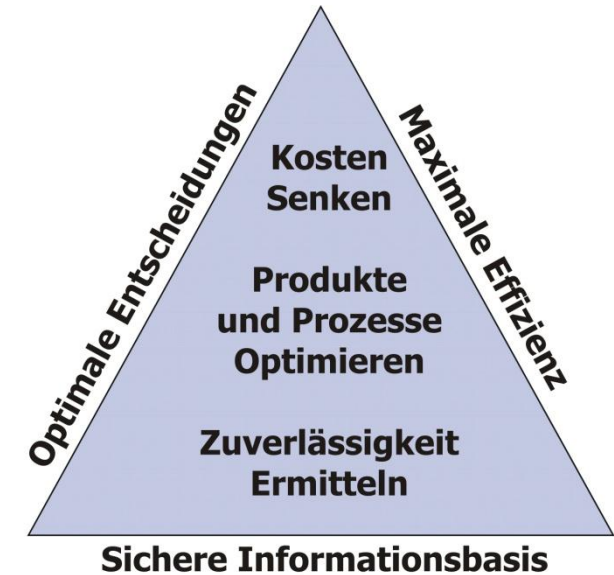 Optimale Entscheidungen
Maximale Effizienz
Kosten
Senken
Produkte
und Prozesse
Optimieren
Zuverlässigkeit
Ermitteln
Sichere Informationsbasis